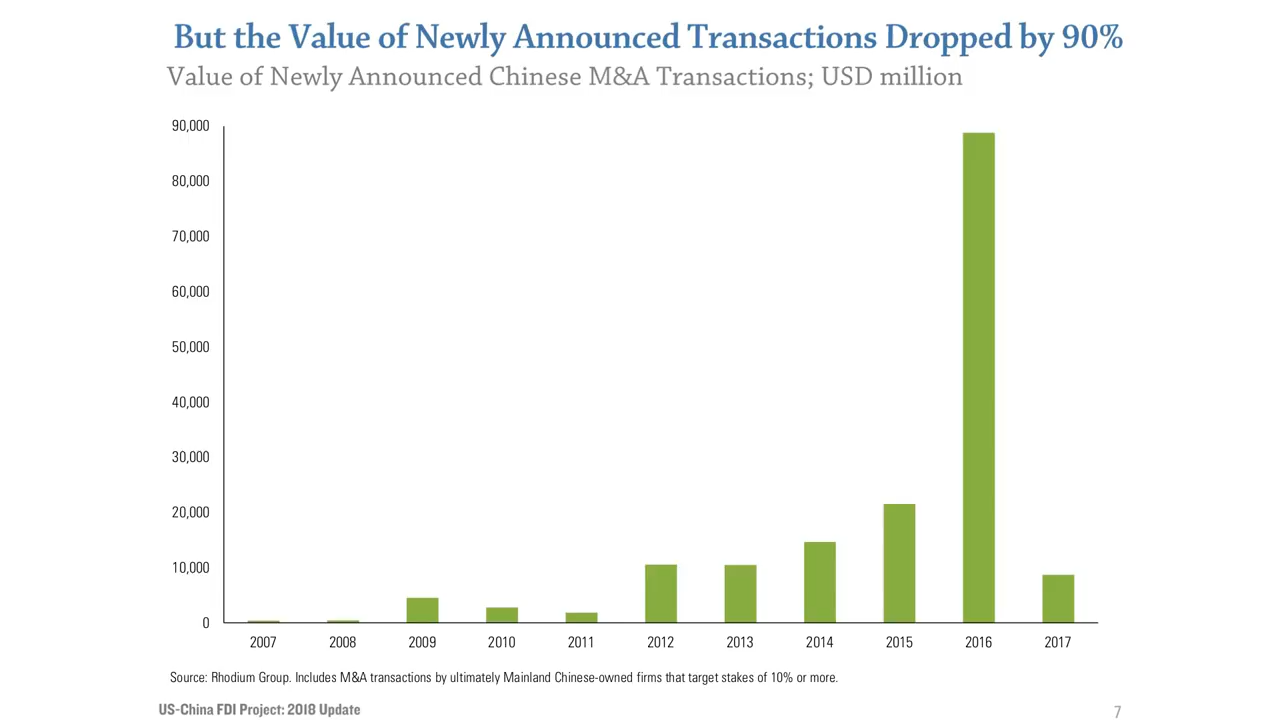 But the Value of Newly Announced Transactions Dropped by 90%
Value of Newly Announced Chinese M&A Transactions; USD million
90,000
80,000
70,000
60,000
50,000
40,000
30,000
20,000
10,000
0
2007 2008 2009 2010 2011 2012 2013 2014 2015 2016 2017
Source: Rhodium Group. Includes M&A transactions by ultimately Mainland Chinese-owned firms that target stakes of 10% or more.
US-China FDI Project: 2018 Update 7